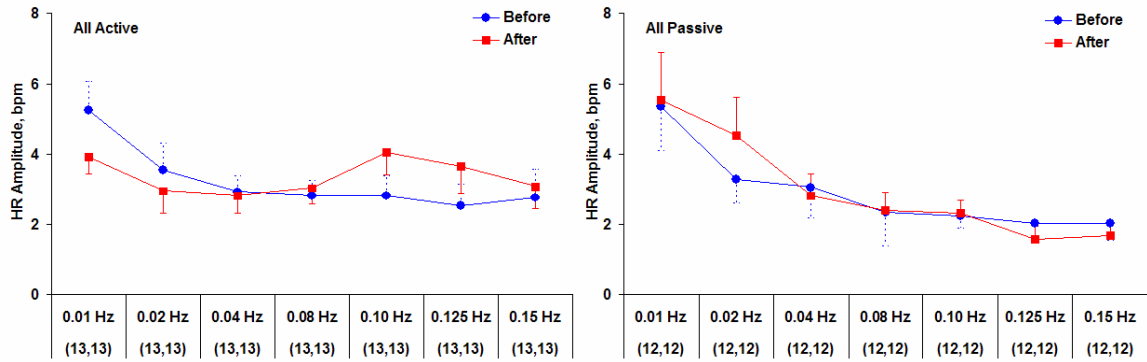 All Active
Before
After
HR Amplitude, bpm
8
6
4
2
0
0.01 Hz 0.02 Hz 0.04 Hz 0.08 Hz 0.10 Hz 0.125 Hz 0.15 Hz
(13,13) (13,13) (13,13) (13,13) (13,13) (13,13) (13,13)
All Passive
Before
After
HR Amplitude, bpm
8
6
4
2
0
0.01 Hz 0.02 Hz 0.04 Hz 0.08 Hz 0.10 Hz 0.125 Hz 0.15 Hz
(12,12) (12,12) (12,12) (12,12) (12,12) (12,12) (12,12)